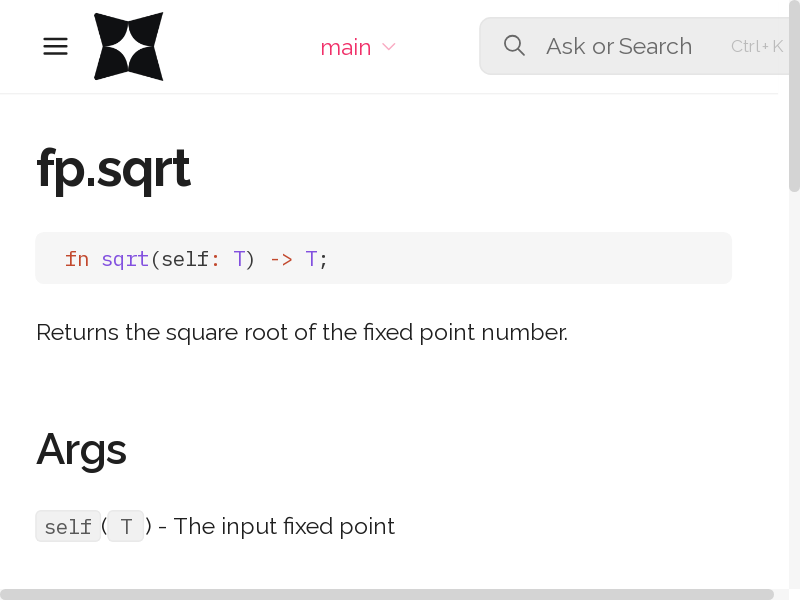 main
Ask or Search
Ctrl+K
fp.sqrt
fn sqrt(self: T) -> T;
Returns the square root of the fixed point number.
Args
self( T ) - The input fixed point